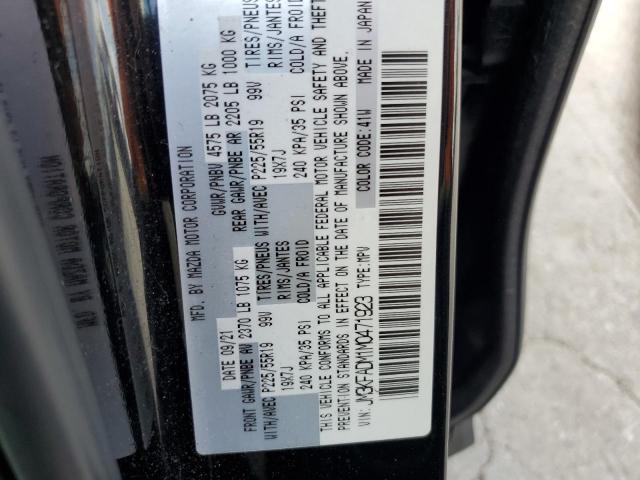 MFD. BY MAZDA MOTOR CORPORATION
DATE 09/21 GVWR/PNBV 4575 LB 2075 KG
FRONT GAWR/PNBE AV 2370 LB 1075 KG REAR GAWR/PNBE AR 2205 LB 1000 KG
WITH/AVEC P225/55R19 99V TIRES/PNEUS WITH/AVEC P225/55R19 99V TIRES/PNEUS
19X7J RIMS/JANTES 19X7J RIMS/JANTES
240 KPA/35 PSI COLD/A FROID 240 KPA/35 PSI COLD/A FROID
THIS VEHICLE CONFORMS TO ALL APPLICABLE FEDERAL MOTOR VEHICLE SAFETY AND THEFT
PREVENTION STANDARDS IN EFFECT ON THE DATE OF MANUFACTURE SHOWN ABOVE.
VIN: JM3KFADM1M0471923 TYPE:MPV COLOR CODE:41W MADE IN JAPAN